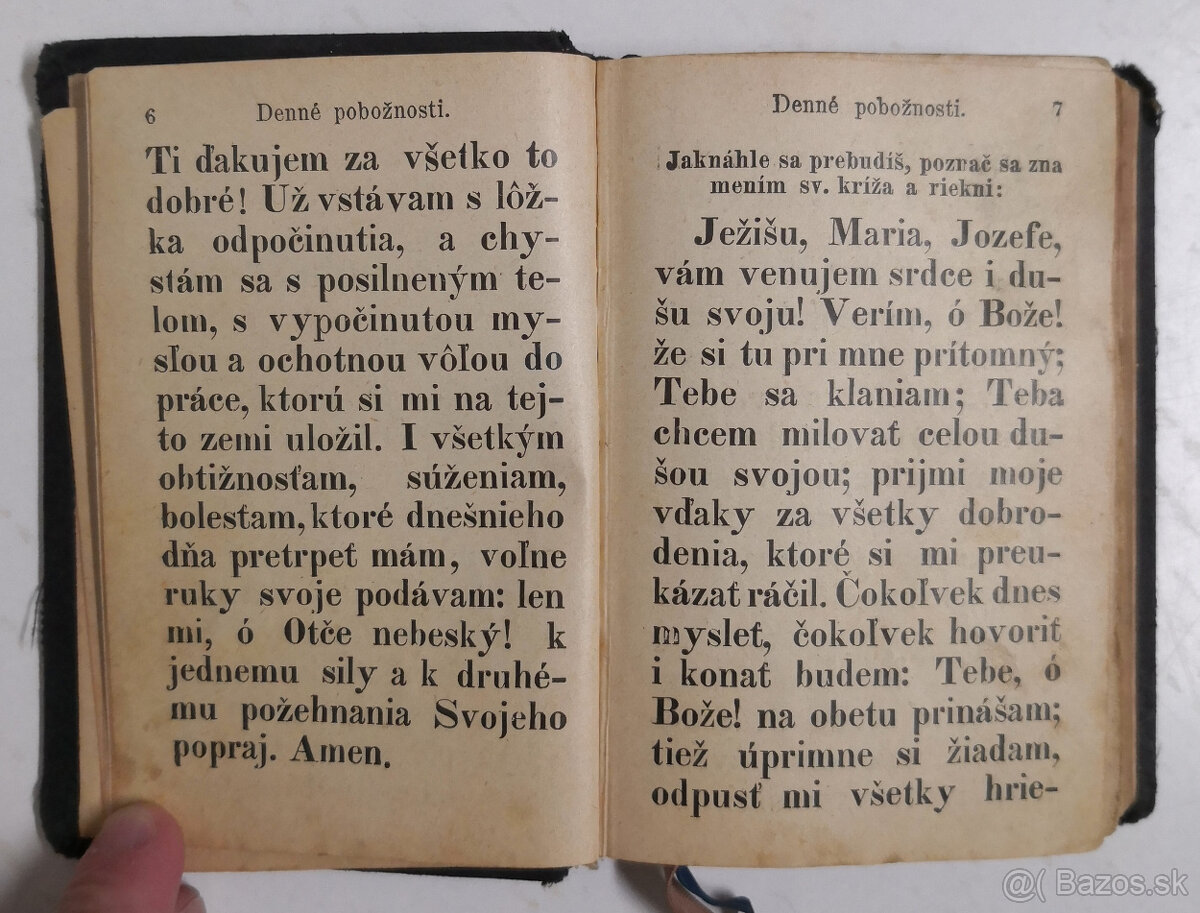 6 Denné pobožnosti.
Ti ďakujem za všetko to
dobré! Už vstávam s lôž-
ka odpočinutia, a chy-
stám sa s posilneným te-
lom, s vypočinutou my-
sľou a ochotnou vôľou do
práce, ktorú si mi na tej-
to zemi uložil. I všetkým
obtižnosťam, súženiam,
bolesťam, ktoré dnešnieho
dňa pretrpeť mám, voľne
ruky svoje podávam: len
mi, ó Otče nebeský! k
jednemu sily a k druhé-
mu požehnania Svojeho
popraj. Amen.
Denné pobožnosti. 7
Jaknáhle sa prebudíš, poznač sa zna
mením sv. kríža a riekni:
Ježišu, Maria, Jozefe,
vám venujem srdce i du-
šu svoju! Verím, ó Bože!
že si tu pri mne prítomný;
Tebe sa klaniam; Teba
chcem milovať celou du-
šou svojou; prijmi moje
vďaky za všetky dobro-
denia, ktoré si mi preu-
kázať ráčil. Čokoľvek dnes
mysleť, čokoľvek hovoriť
i konať budem: Tebe, ó
Bože! na obetu prinášam;
tiež úprimne si žiadam,
odpusť mi všetky hrie-
@( Bazos.sk